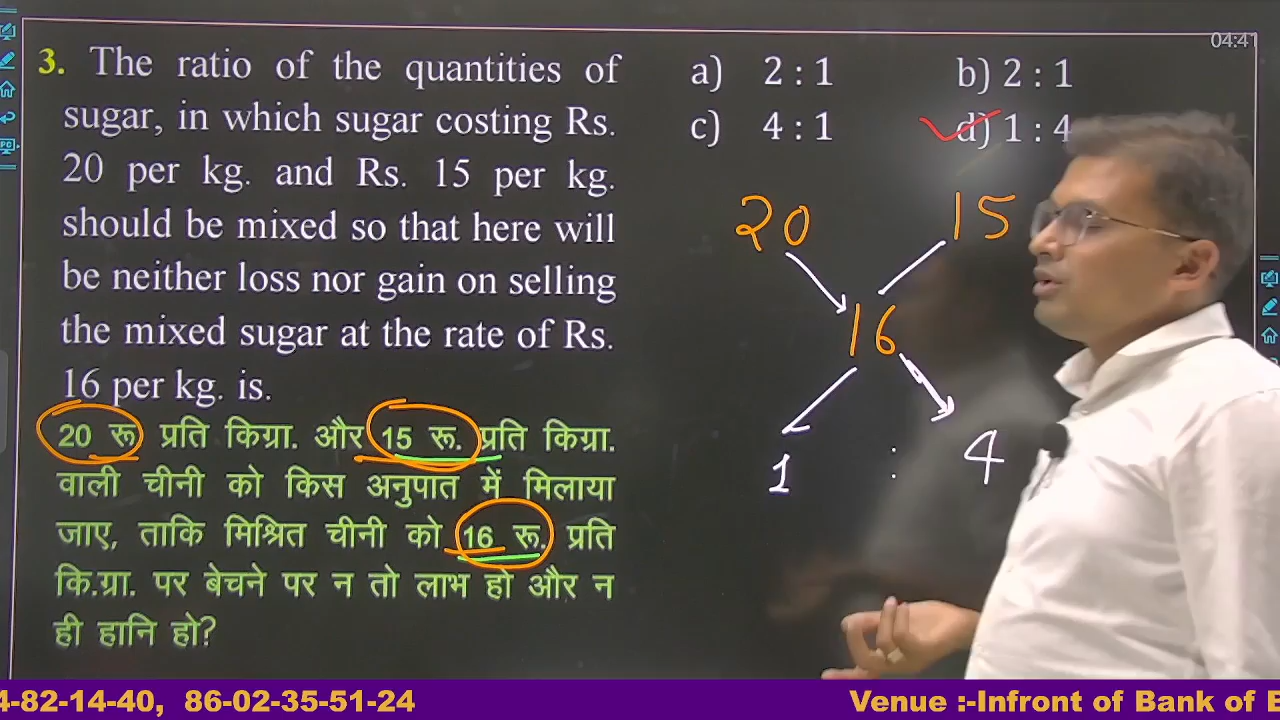 04:41
3. The ratio of the quantities of
sugar, in which sugar costing Rs.
20 per kg. and Rs. 15 per kg.
should be mixed so that here will
be neither loss nor gain on selling
the mixed sugar at the rate of Rs.
16 per kg. is.
20 रू प्रति किग्रा. और 15 रू. प्रति किग्रा.
वाली चीनी को किस अनुपात में मिलाया
जाए, ताकि मिश्रित चीनी को 16 रू. प्रति
कि.ग्रा. पर बेचने पर न तो लाभ हो और न
ही हानि हो?
a) 2 : 1 b) 2 : 1
c) 4 : 1 d) 1 : 4
20 15
16
1 : 4
4-82-14-40, 86-02-35-51-24 Venue :-Infront of Bank of